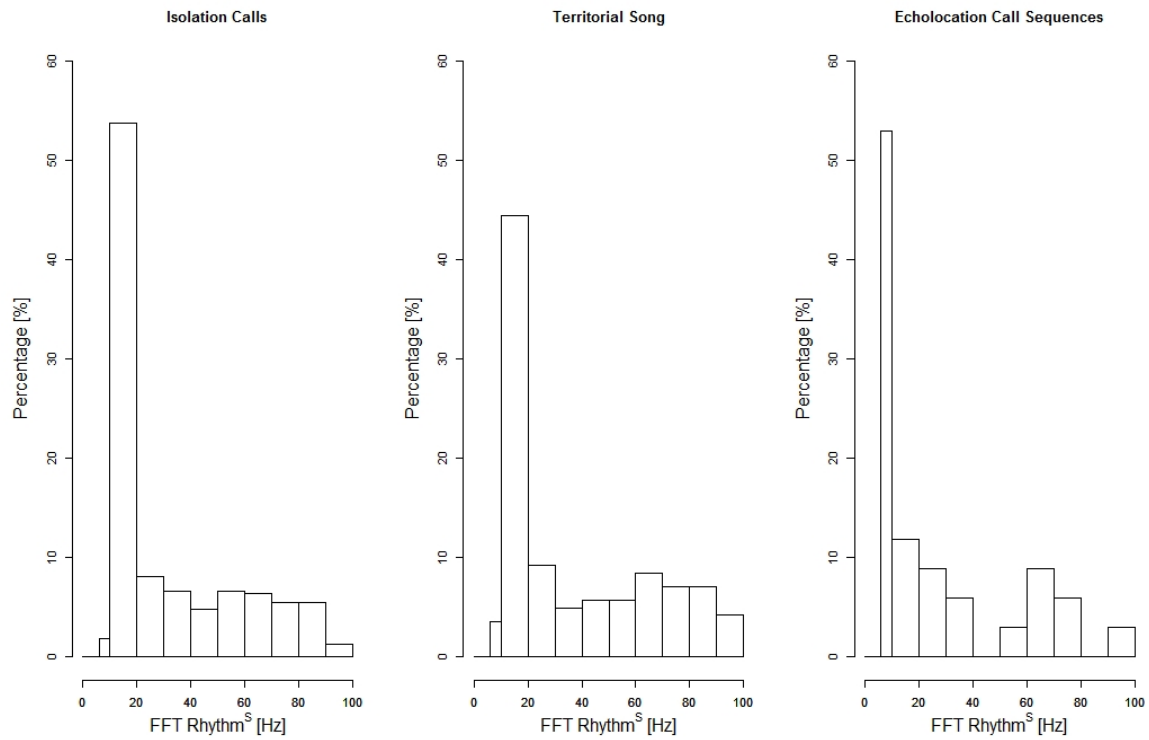 Isolation Calls
Territorial Song
Echolocation Call Sequences
Percentage [%]
0 10 20 30 40 50 60
0 20 40 60 80 100
FFT Rhythm^S [Hz]
Percentage [%]
0 10 20 30 40 50 60
0 20 40 60 80 100
FFT Rhythm^S [Hz]
Percentage [%]
0 10 20 30 40 50 60
0 20 40 60 80 100
FFT Rhythm^S [Hz]